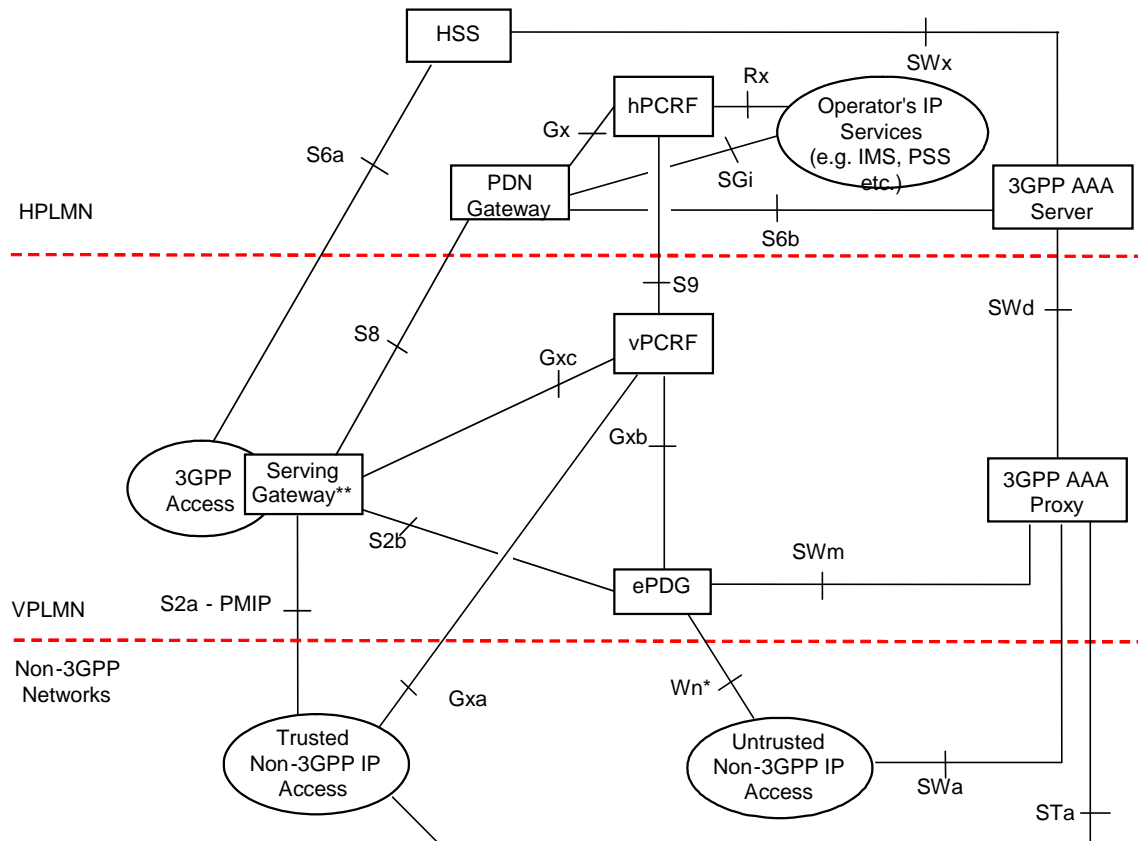 HSS
SWx
Rx
hPCRF
Operator's IP
Services
(e.g. IMS, PSS
etc.)
Gx
S6a
SGi
PDN
Gateway
3GPP AAA
Server
HPLMN
S6b
S9
SWd
S8
vPCRF
Gxc
Gxb
3GPP
Access
Serving
Gateway**
3GPP AAA
Proxy
S2b
SWm
ePDG
S2a - PMIP
VPLMN
Non-3GPP
Networks
Gxa
Wn*
Trusted
Non-3GPP IP
Access
Untrusted
Non-3GPP IP
Access
SWa
STa